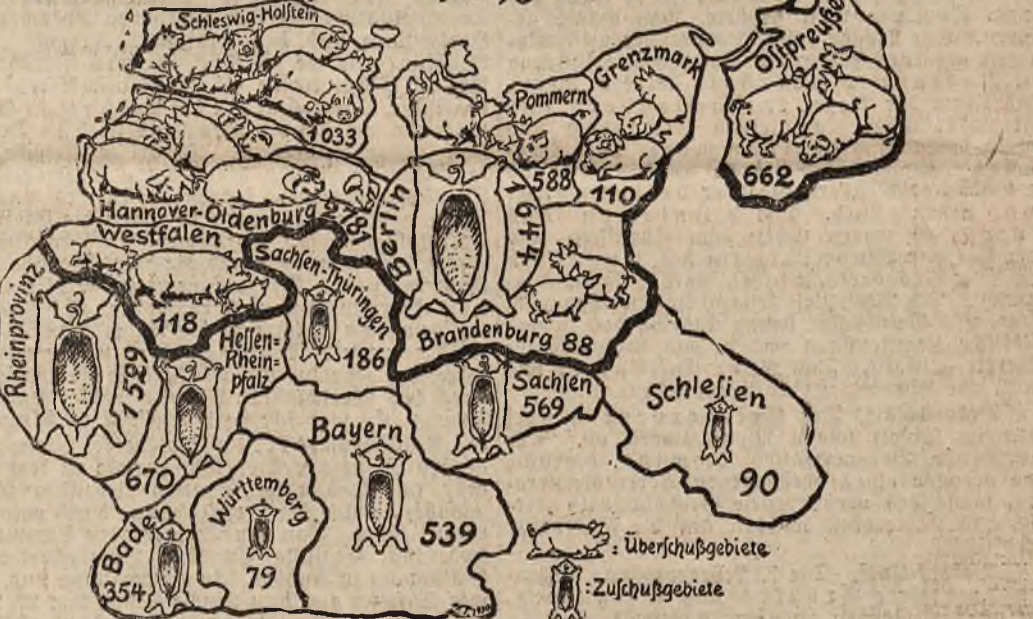 Schleswig-Holſtein
1033
Pommern
588
Grenzmark
110
Oſtpreußen
662
Hannover-Oldenburg 2781
Berlin 1644
Brandenburg 88
Westfalen
118
Sachſen-Thüringen
186
Rheinprovinz
1529
Heſſen=
Rhein=
pfalz
670
Sachſen
569
Schleſien
90
Bayern
539
Württemberg
79
Baden
354
: Überſchußgebiete
: Zuſchußgebiete